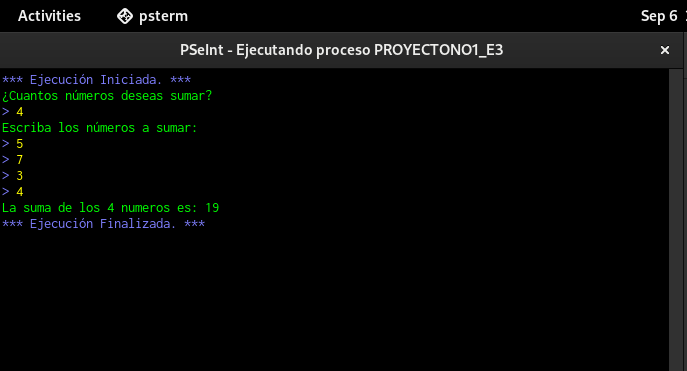 Activities psterm Sep 6
PSeInt - Ejecutando proceso PROYECTONO1_E3 ×
*** Ejecución Iniciada. ***
¿Cuantos números deseas sumar?
> 4
Escriba los números a sumar:
> 5
> 7
> 3
> 4
La suma de los 4 numeros es: 19
*** Ejecución Finalizada. ***